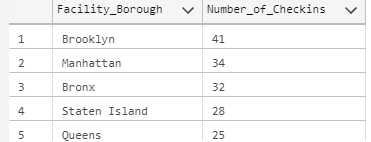 Facility_Borough Number_of_Checkins
1 Brooklyn 41
2 Manhattan 34
3 Bronx 32
4 Staten Island 28
5 Queens 25